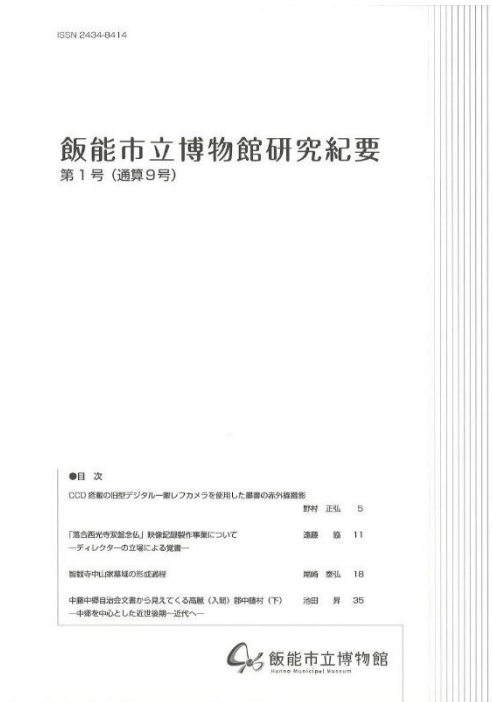 ISSN 2434-8414
飯能市立博物館研究紀要
第1号（通算9号）
●目 次
CCD搭載の旧型デジタル一眼レフカメラを使用した墨書の赤外線撮影
野村 正弘 5
「落合西光寺双盤念仏」映像記録製作事業について 遠藤 協 11
―ディレクターの立場による覚書―
智観寺中山家墓域の形成過程 尾崎 泰弘 18
中藤中郷自治会文書から見えてくる高麗（入間）郡中藤村（下） 池田 昇 35
―中郷を中心とした近世後期～近代へ―
飯能市立博物館
Hanno Municipal Museum